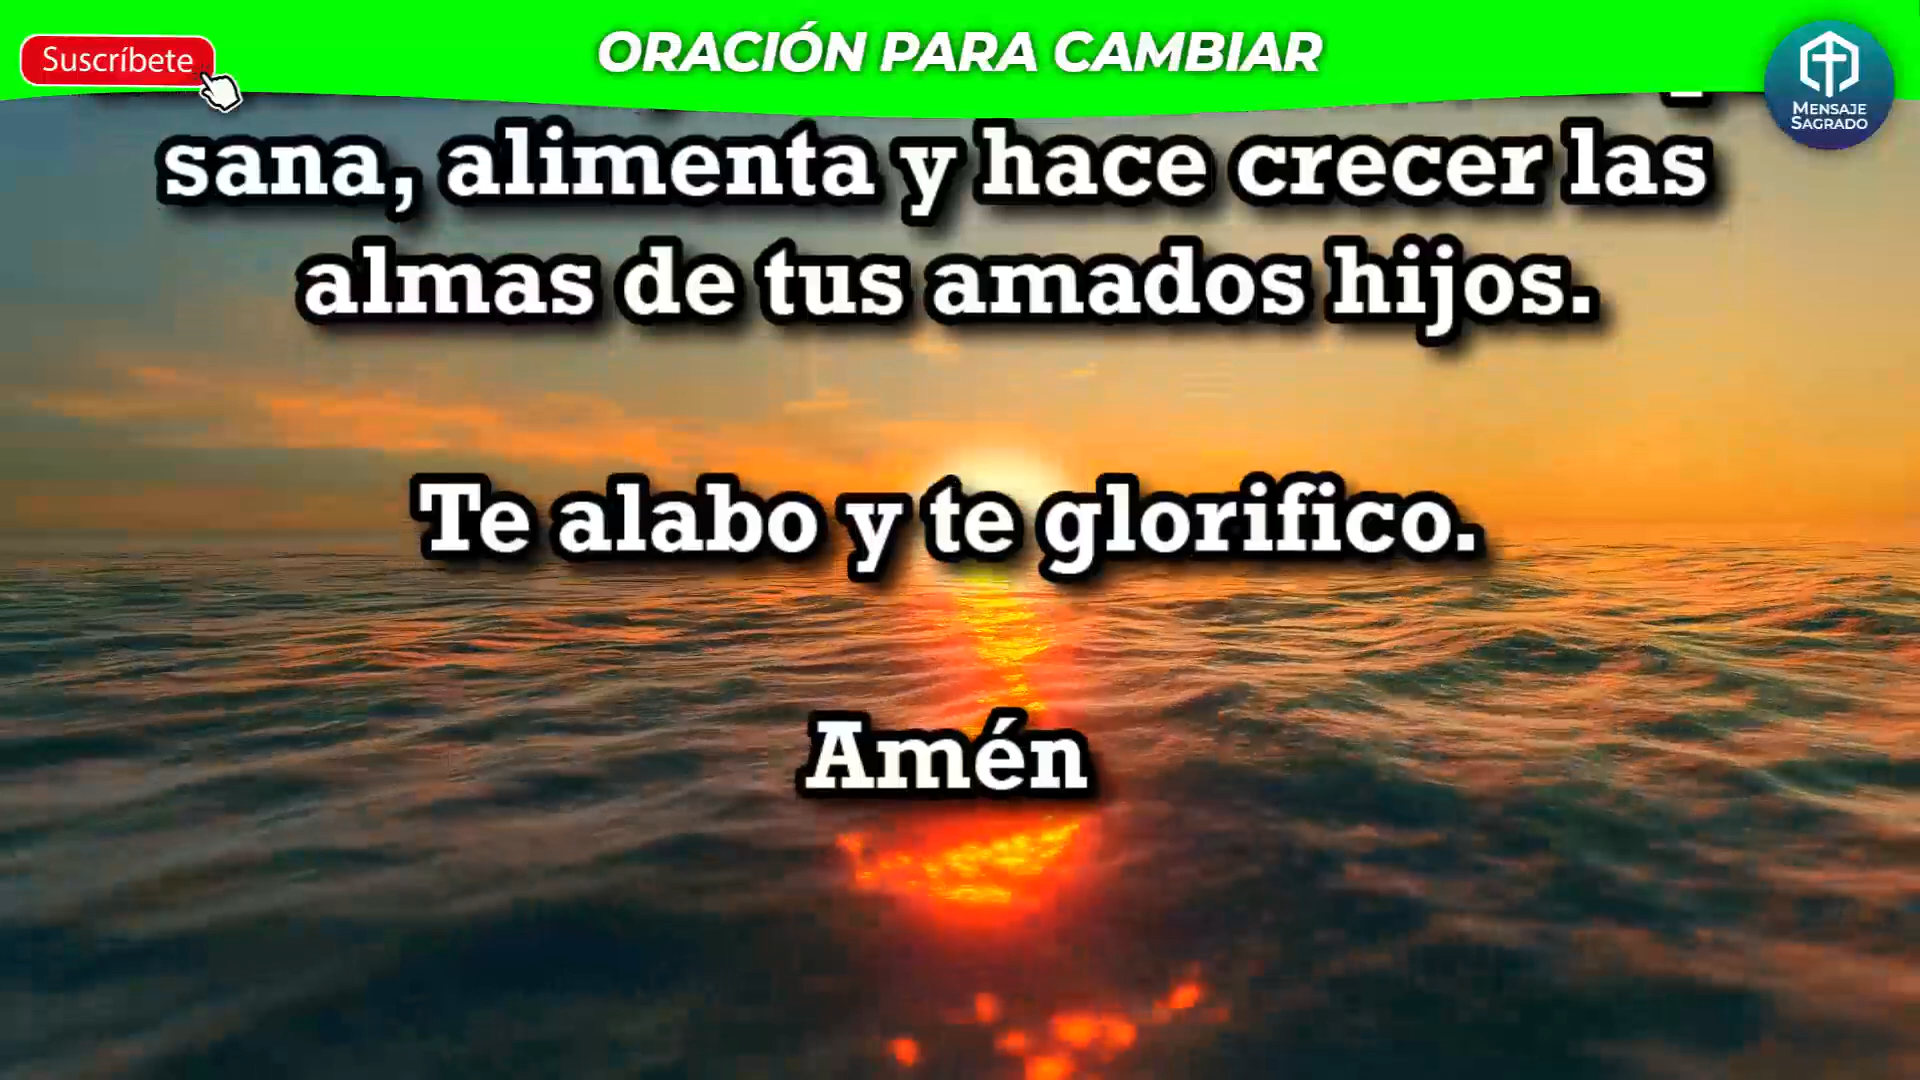 Suscríbete
ORACIÓN PARA CAMBIAR
MENSAJE
SAGRADO
sana, alimenta y hace crecer las
almas de tus amados hijos.
Te alabo y te glorifico.
Amén